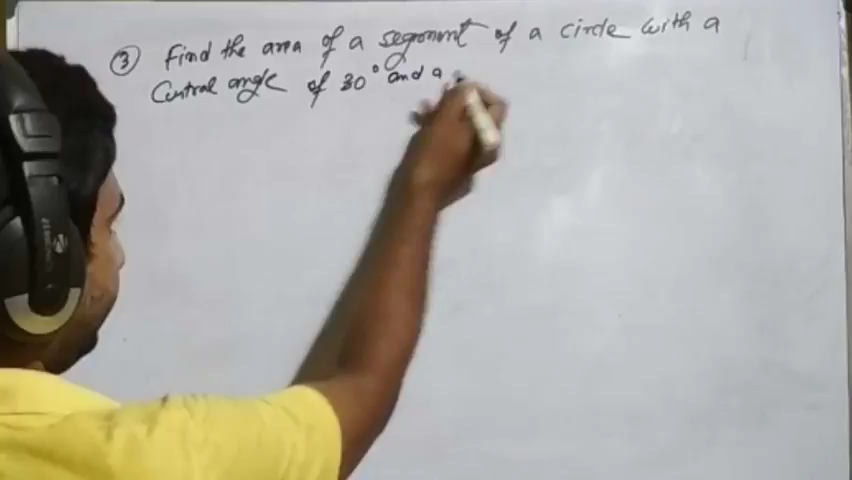 ③ Find the area of a segment of a circle with a
Central angle of 30° and a